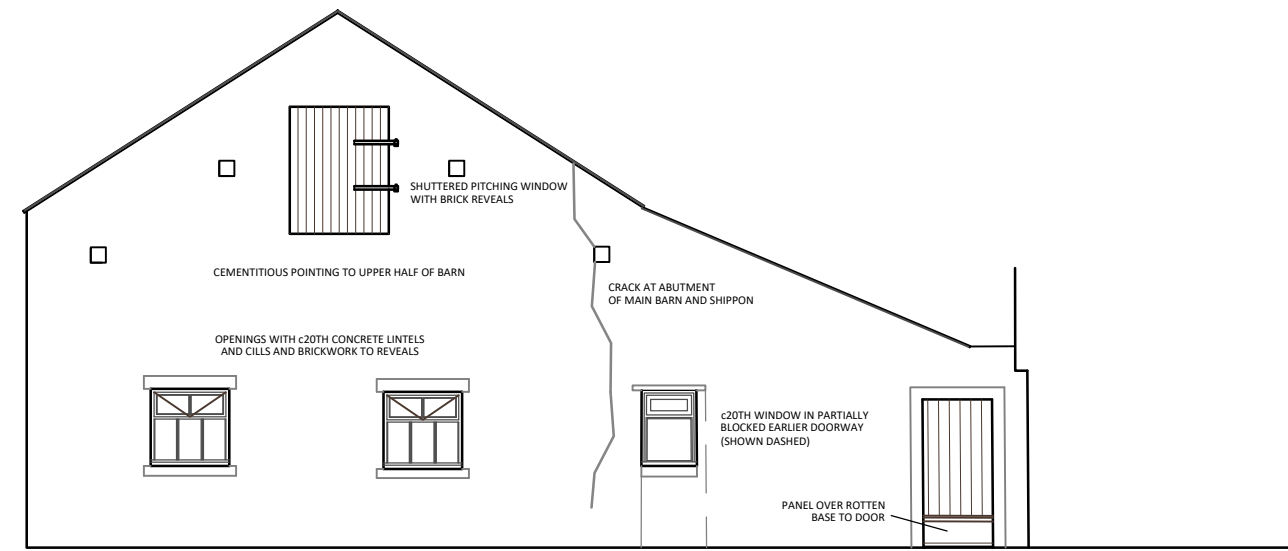 SHUTTERED PITCHING WINDOW
WITH BRICK REVEALS
CEMENTITIOUS POINTING TO UPPER HALF OF BARN
CRACK AT ABUTMENT
OF MAIN BARN AND SHIPPON
OPENINGS WITH c20TH CONCRETE LINTELS
AND CILLS AND BRICKWORK TO REVEALS
c20TH WINDOW IN PARTIALLY
BLOCKED EARLIER DOORWAY
(SHOWN DASHED)
PANEL OVER ROTTEN
BASE TO DOOR